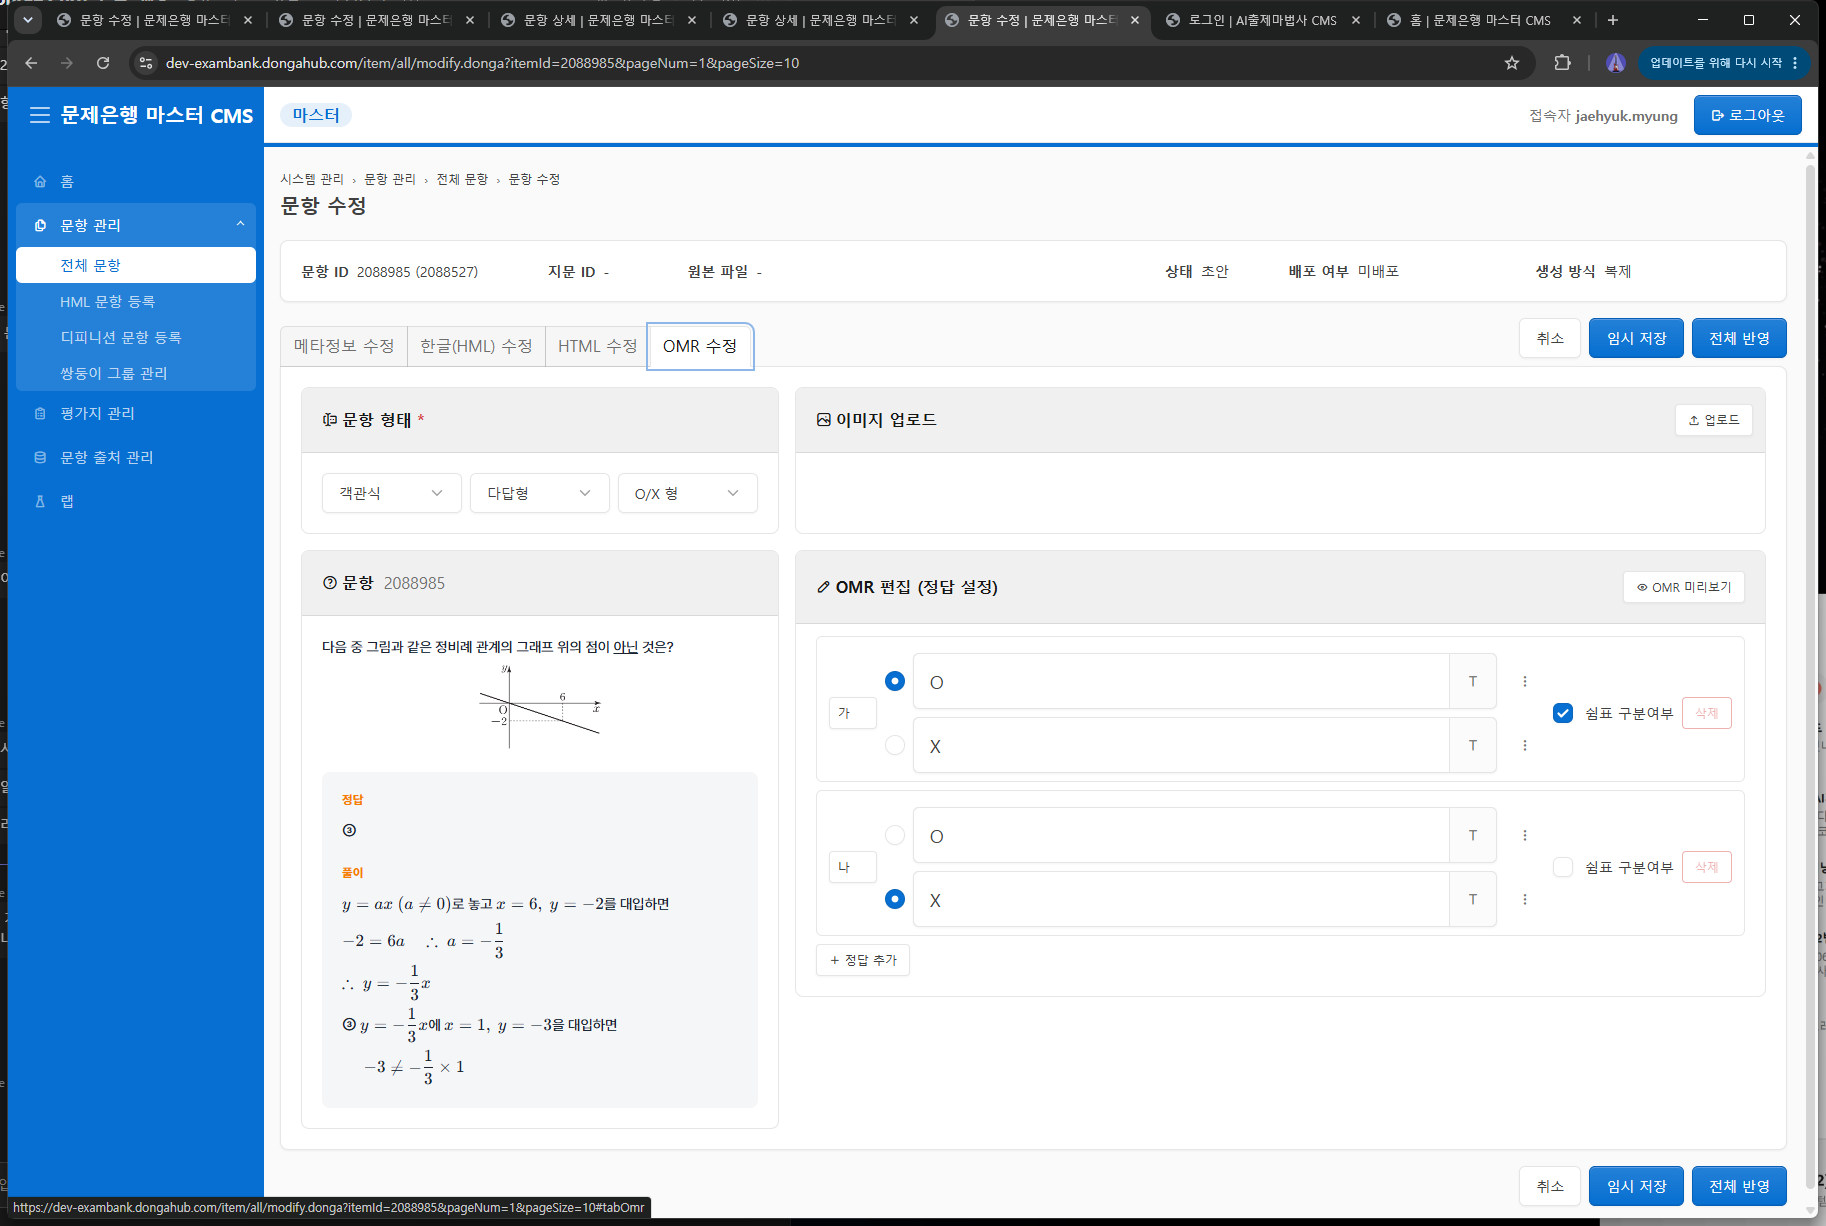 문항 수정 | 문제은행 마스터
문항 수정 | 문제은행 마스터
문항 상세 | 문제은행 마스터
문항 상세 | 문제은행 마스터
문항 수정 | 문제은행 마스터
로그인 | AI출제마법사 CMS
홈 | 문제은행 마스터 CMS
dev-exambank.dongahub.com/item/all/modify.donga?itemId=2088985&pageNum=1&pageSize=10
업데이트를 위해 다시 시작
문제은행 마스터 CMS
마스터
접속자 jaehyuk.myung
로그아웃
홈
문항 관리
전체 문항
HML 문항 등록
디피니션 문항 등록
쌍둥이 그룹 관리
평가지 관리
문항 출처 관리
랩
시스템 관리 › 문항 관리 › 전체 문항 › 문항 수정
문항 수정
문항 ID 2088985 (2088527)
지문 ID -
원본 파일 -
상태 초안
배포 여부 미배포
생성 방식 복제
메타정보 수정
한글(HML) 수정
HTML 수정
OMR 수정
취소
임시 저장
전체 반영
문항 형태 *
객관식
다답형
O/X 형
이미지 업로드
업로드
문항 2088985
다음 중 그림과 같은 정비례 관계의 그래프 위의 점이 아닌 것은?
y
6
O
x
−2
정답
③
풀이
y = ax (a ≠ 0)로 놓고 x = 6, y = −2를 대입하면
−2 = 6a ∴ a = −1/3
∴ y = −1/3 x
③ y = −1/3 x에 x = 1, y = −3을 대입하면
−3 ≠ −1/3 × 1
OMR 편집 (정답 설정)
OMR 미리보기
가
O
T
X
T
쉼표 구분여부
삭제
나
O
T
X
T
쉼표 구분여부
삭제
+ 정답 추가
취소
임시 저장
전체 반영
https://dev-exambank.dongahub.com/item/all/modify.donga?itemId=2088985&pageNum=1&pageSize=10#tabOmr